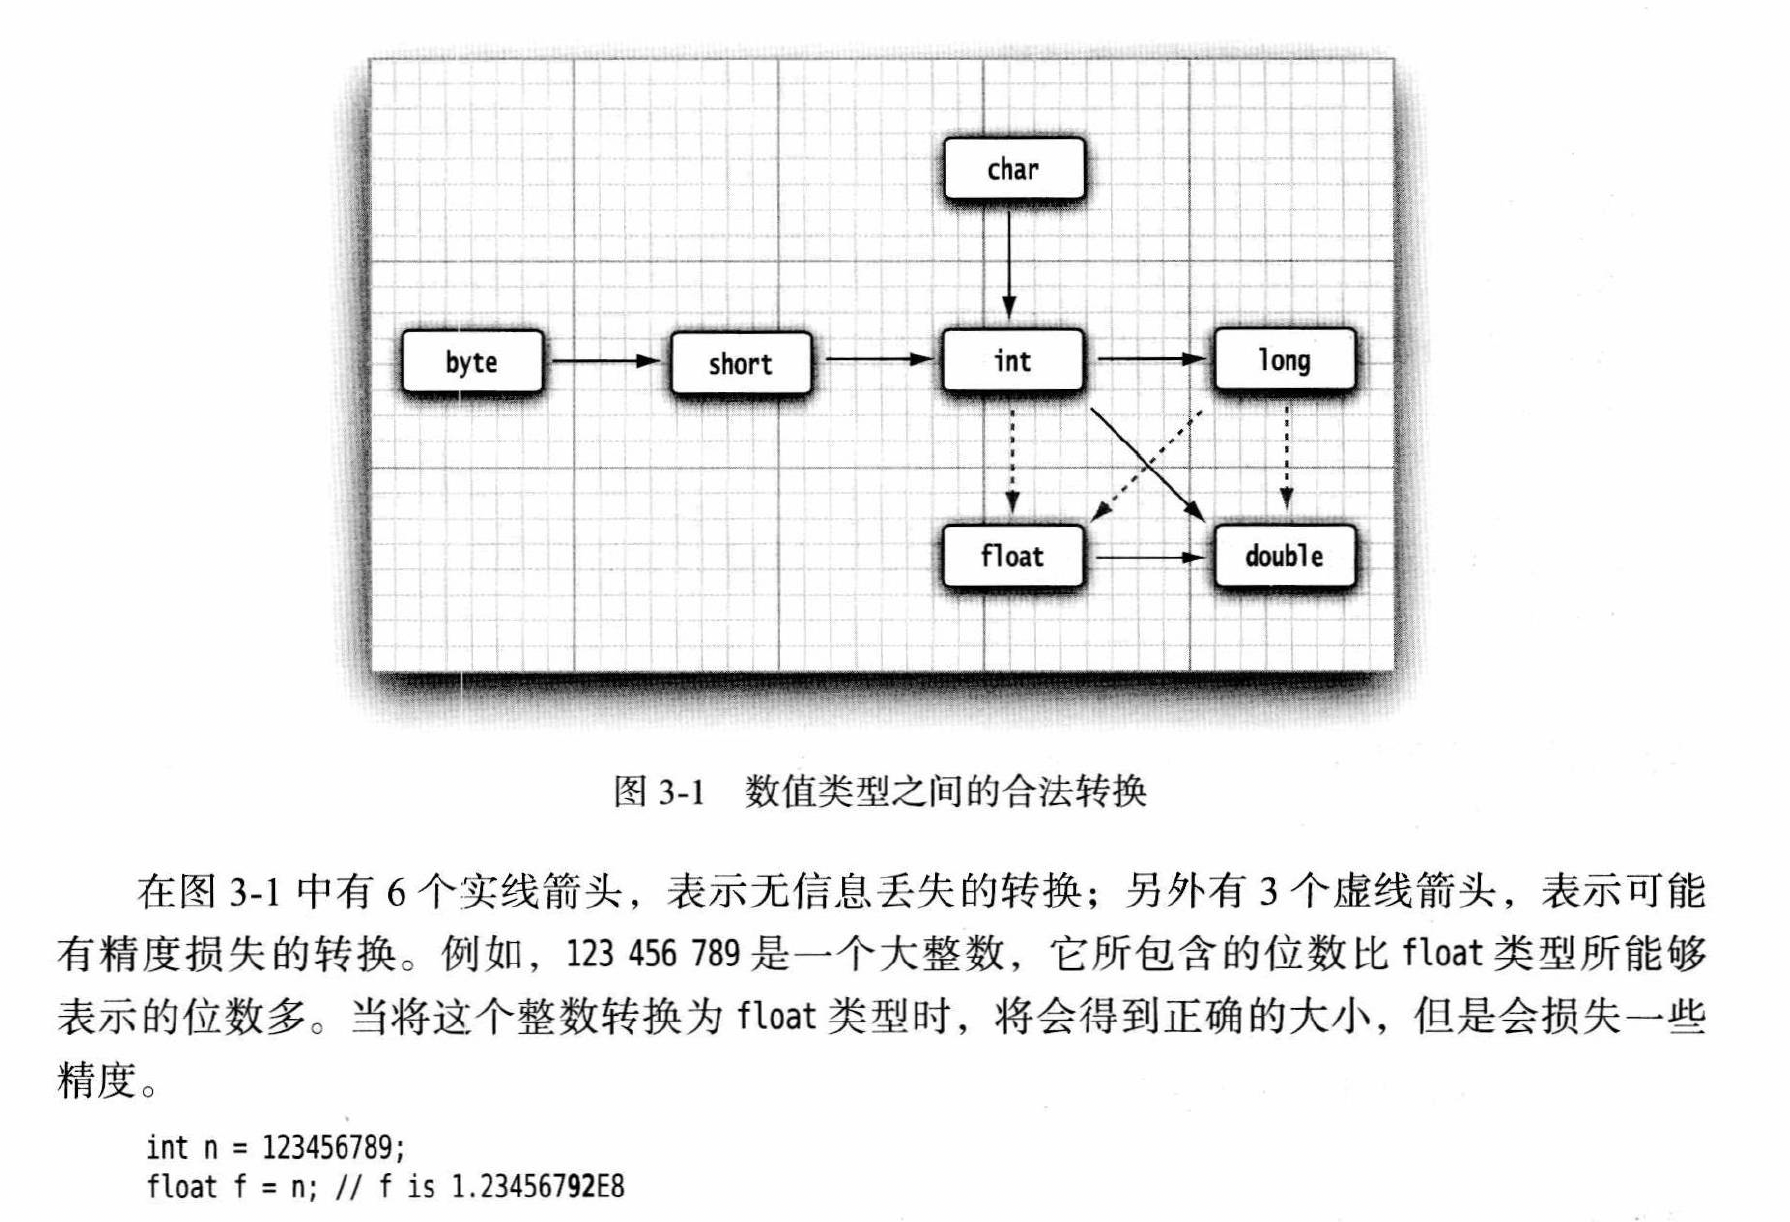 char
byte
short
int
long
float
double
图 3-1 数值类型之间的合法转换
在图 3-1 中有 6 个实线箭头，表示无信息丢失的转换；另外有 3 个虚线箭头，表示可能
有精度损失的转换。例如，123 456 789 是一个大整数，它所包含的位数比 float 类型所能够
表示的位数多。当将这个整数转换为 float 类型时，将会得到正确的大小，但是会损失一些
精度。
int n = 123456789;
float f = n; // f is 1.23456792E8